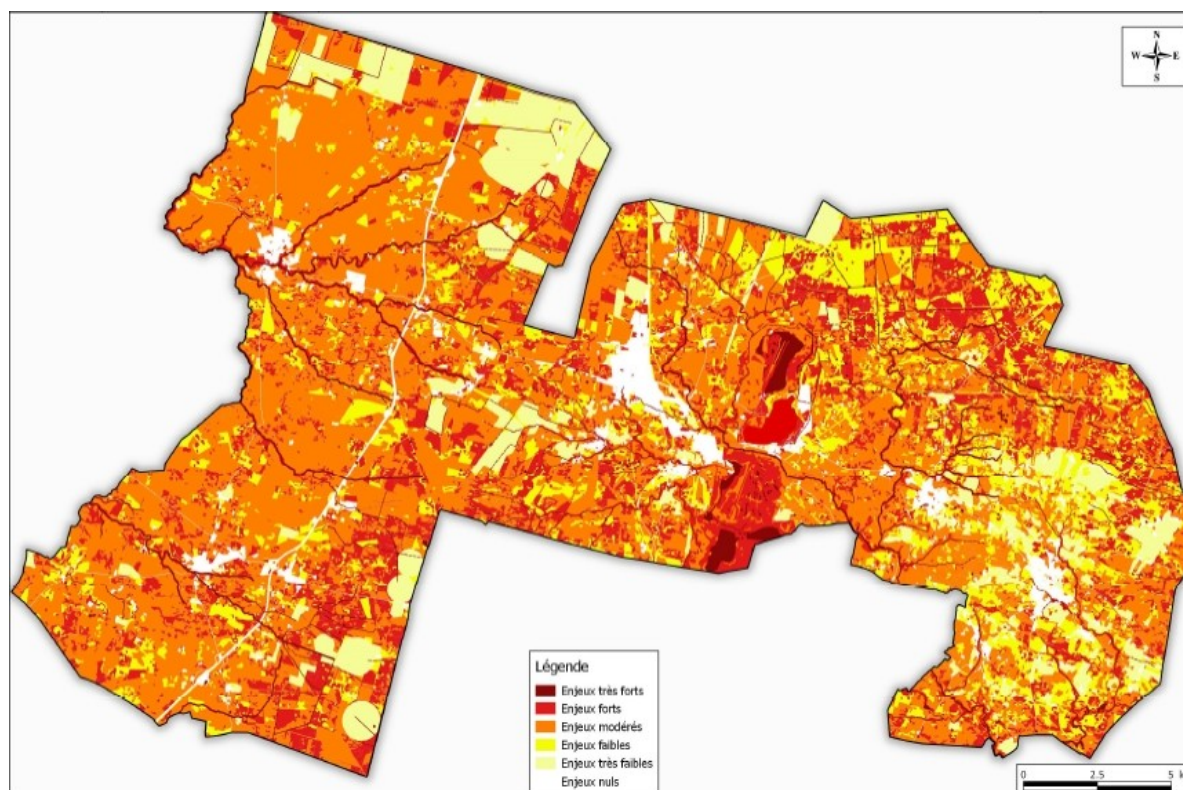 N
W E
S
Légende
Enjeux très forts
Enjeux forts
Enjeux modérés
Enjeux faibles
Enjeux très faibles
Enjeux nuls
0 2.5 5 k